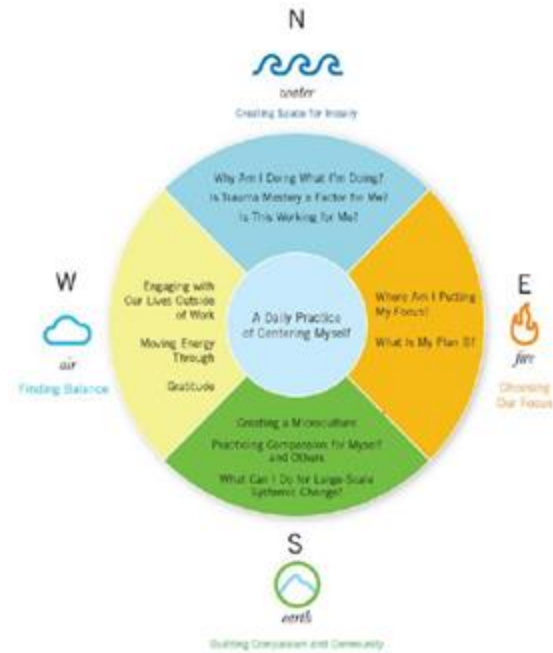 N
water
Creating Space for Inquiry
Why Am I Doing What I'm Doing?
Is Trauma Mastery a Factor for Me?
Is This Working for Me?
W
air
Finding Balance
Engaging with
Our Lives Outside
of Work
Moving Energy
Through
Gratitude
A Daily Practice
of Centering Myself
Where Am I Putting
My Focus?
What Is My Plan B?
E
fire
Choosing
Our Focus
Creating a Microculture
Practicing Compassion for Myself
and Others
What Can I Do for Large-Scale
Systemic Change?
S
earth
Building Compassion and Community